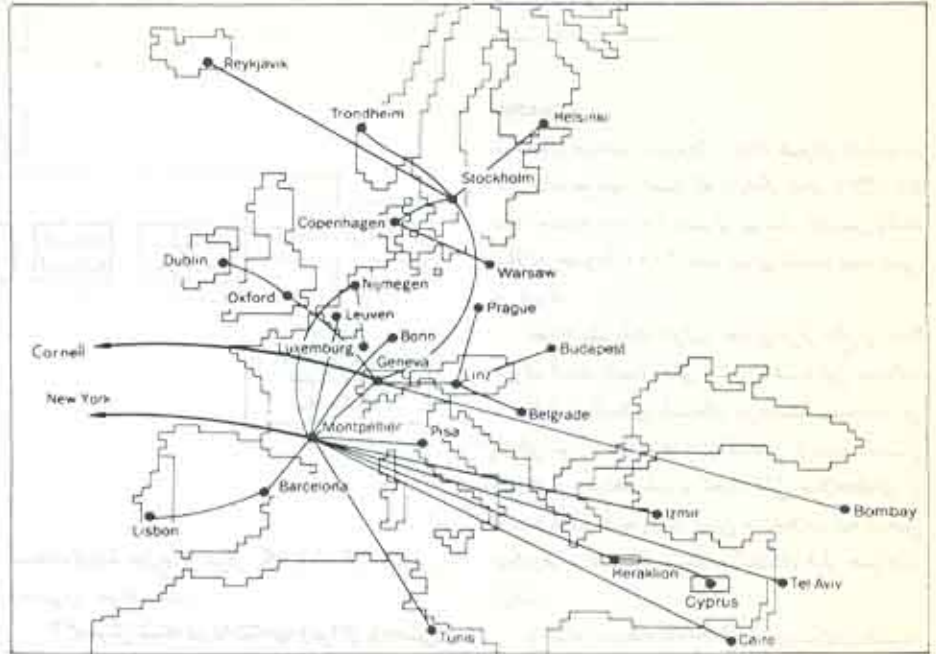 Reykjavik
Trondheim
Helsinki
Stockholm
Copenhagen
Dublin
Warsaw
Nijmegen
Oxford
Prague
Leuven
Bonn
Cornell
Luxemburg
Budapest
Geneva
Linz
New York
Belgrade
Montpellier
Pisa
Barcelona
Bombay
Izmir
Lisbon
Heraklion
Tel Aviv
Cyprus
Tunis
Cairo